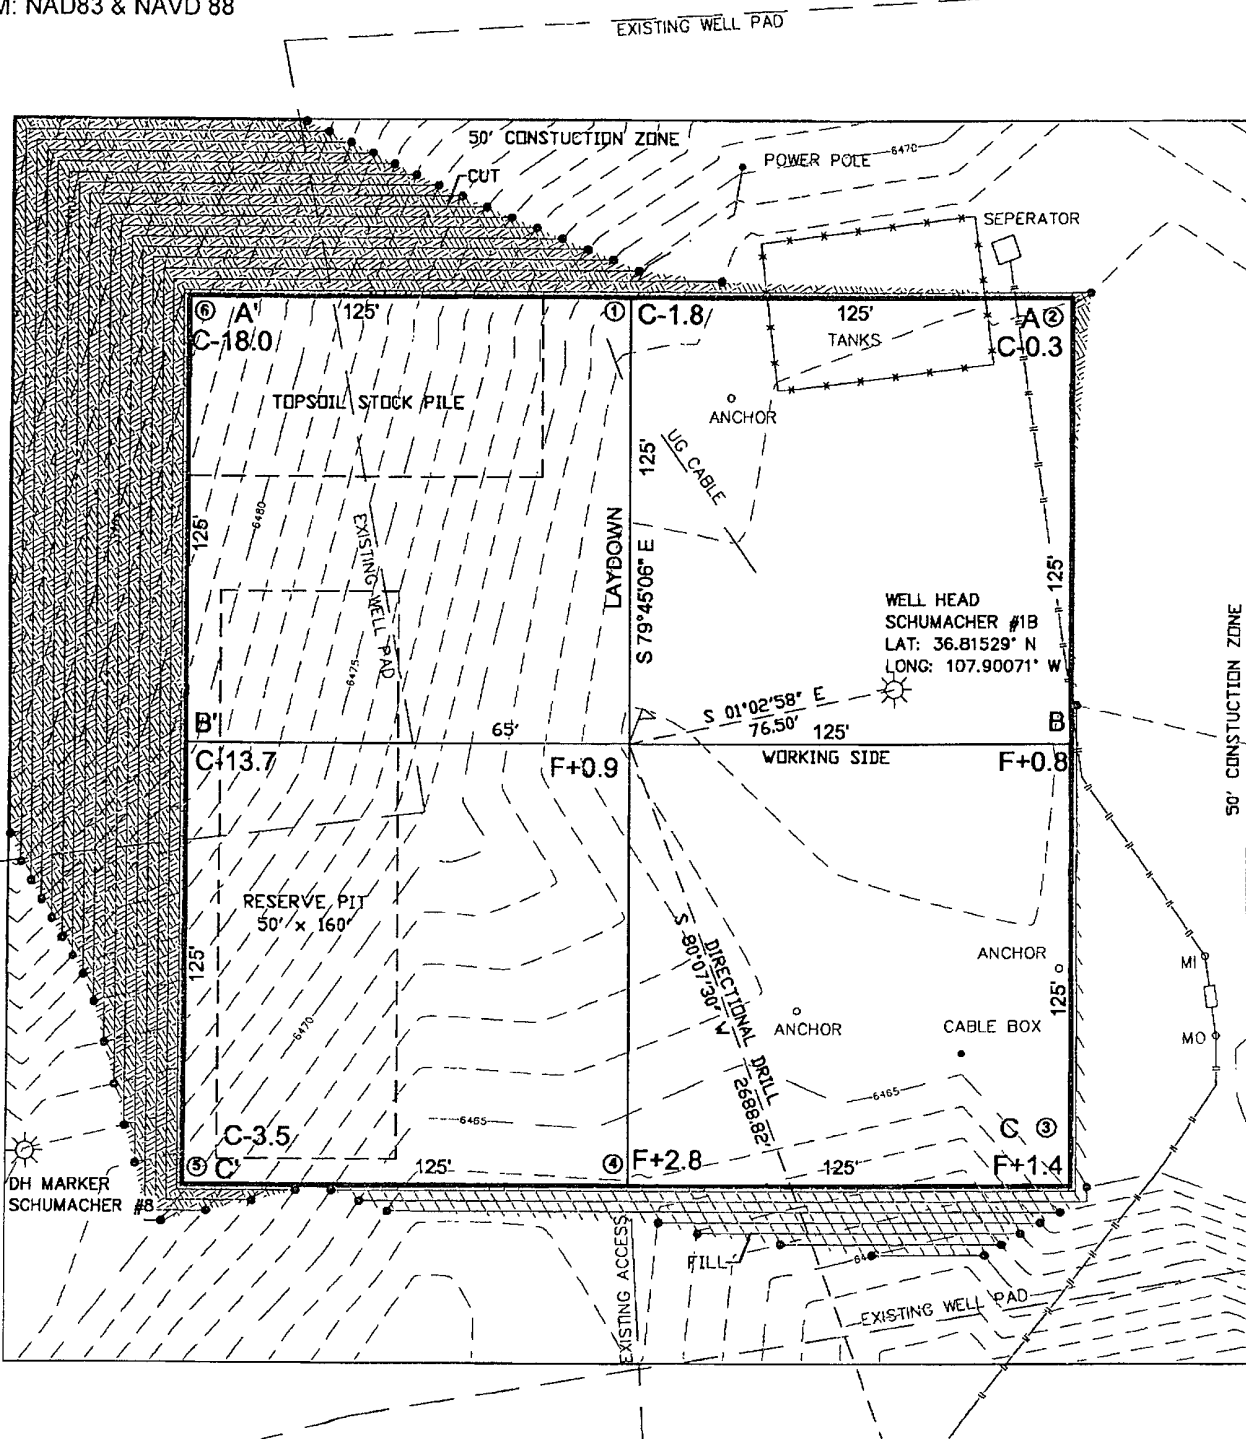 M: NAD83 & NAVD 88
EXISTING WELL PAD
50' CONSTUCTION ZONE
POWER POLE
6470
CUT
SEPERATOR
6
A'
125'
1
C-1.8
125'
A
2
C-18.0
TANKS
C-0.3
TOPSOIL STOCK PILE
ANCHOR
125'
UG CABLE
6480
125'
EXISTING WELL PAD
LAYDOWN
S 79°45'06" E
125'
WELL HEAD
SCHUMACHER #1B
LAT: 36.81529° N
LONG: 107.90071° W
50' CONSTUCTION ZONE
6475
S 01°02'58" E
76.50'
B'
65'
125'
B
C-13.7
F+0.9
WORKING SIDE
F+0.8
RESERVE PIT
50' x 160'
DIRECTIONAL DRILL
S 80°07'30" W
2688.82'
125'
ANCHOR
MI
125'
6470
ANCHOR
CABLE BOX
MO
6465
6465
C-3.5
C
3
5
C'
125'
4
F+2.8
125'
F+1.4
DH MARKER
SCHUMACHER #8
FILL
EXISTING ACCESS
EXISTING WELL PAD